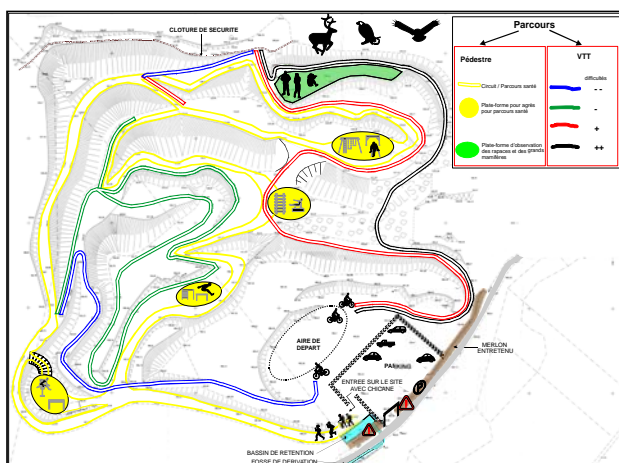 CLOTURE DE SECURITE
Parcours
Pédestre
VTT
difficultés
Circuit / Parcours santé
- -
Plate-forme pour agrés
pour parcours santé
-
+
Plate-forme d'observation
des rapaces et des grands
mamifères
++
AIRE DE
DEPART
PARKING
MERLON
ENTRETENU
ENTREE SUR LE SITE
AVEC CHICANE
BASSIN DE RETENTION
FOSSE DE DERIVATION